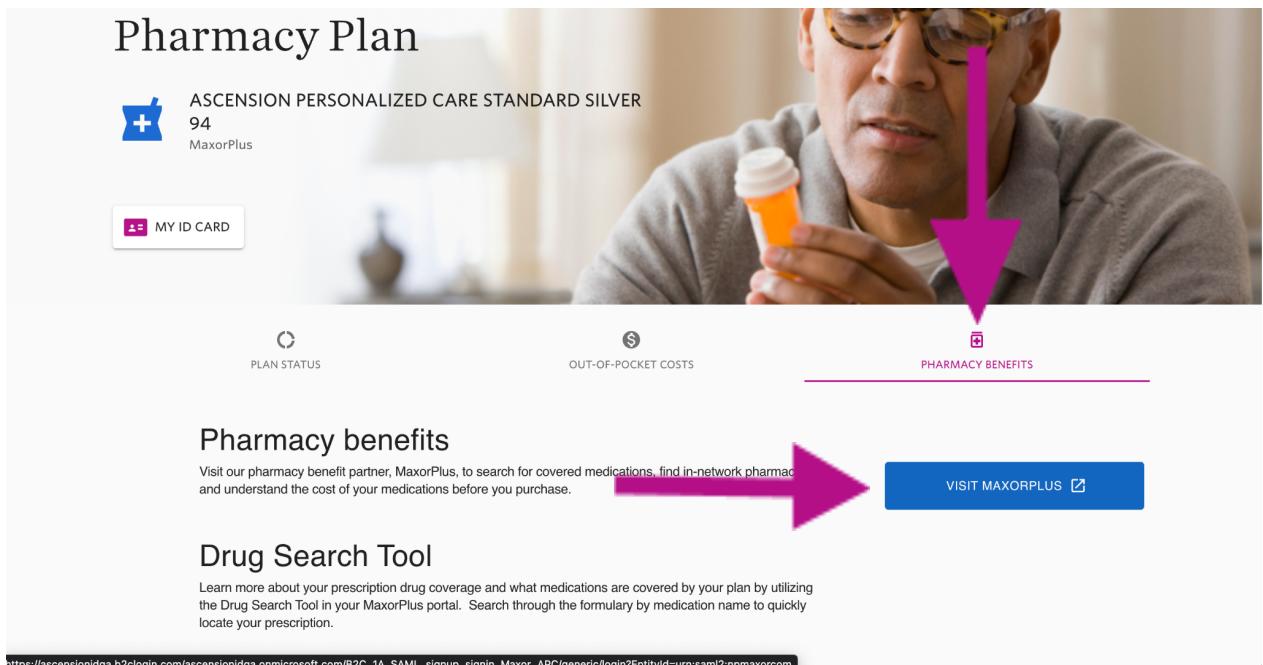 Pharmacy Plan
ASCENSION PERSONALIZED CARE STANDARD SILVER
94
MaxorPlus
MY ID CARD
PLAN STATUS
OUT-OF-POCKET COSTS
PHARMACY BENEFITS
Pharmacy benefits
Visit our pharmacy benefit partner, MaxorPlus, to search for covered medications, find in-network
and understand the cost of your medications before you purchase.
VISIT MAXORPLUS
Drug Search Tool
Learn more about your prescription drug coverage and what medications are covered by your plan by utilizing
the Drug Search Tool in your MaxorPlus portal. Search through the formulary by medication name to quickly
locate your prescription.